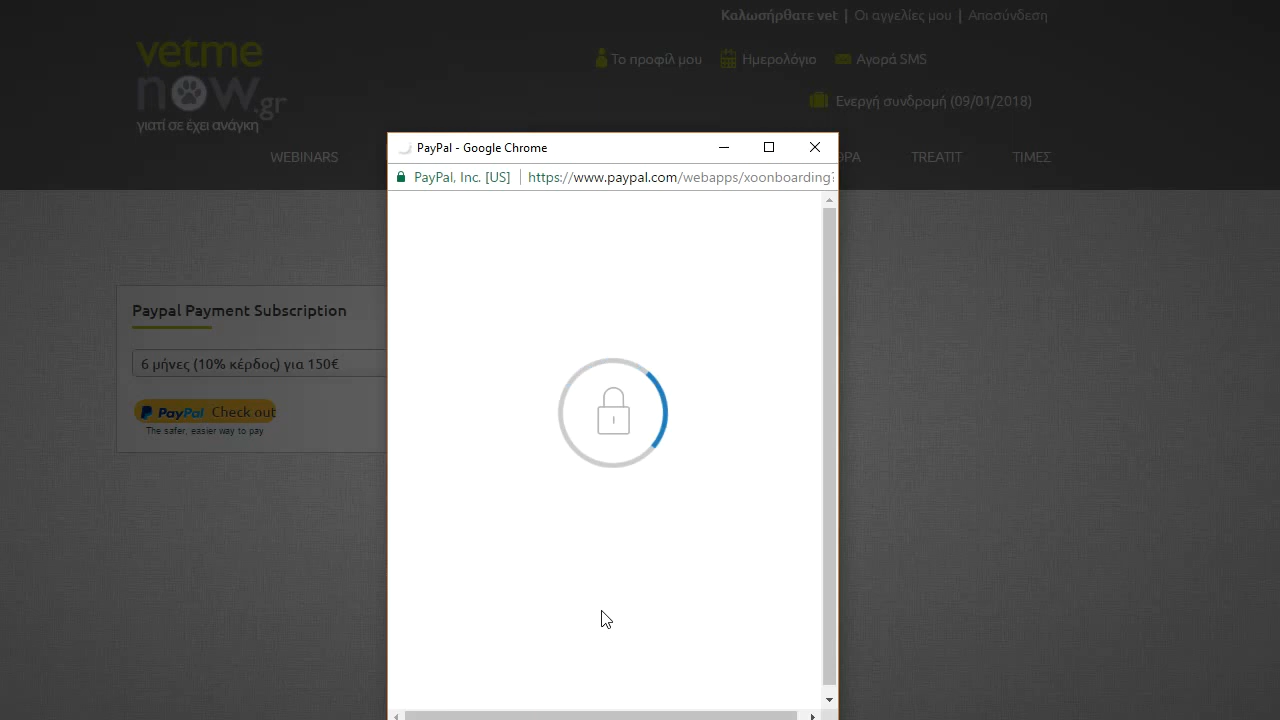 Καλωσήρθατε vet | Οι αγγελίες μου | Αποσύνδεση
vetme
now.gr
γιατί σε έχει ανάγκη
Το προφίλ μου
Ημερολόγιο
Αγορά SMS
Ενεργή συνδρομή (09/01/2018)
WEBINARS
ΟΡΑ
TREATIT
ΤΙΜΕΣ
PayPal - Google Chrome
PayPal, Inc. [US] | https://www.paypal.com/webapps/xoonboarding?
Paypal Payment Subscription
6 μήνες (10% κέρδος) για 150€
PayPal Check out
The safer, easier way to pay